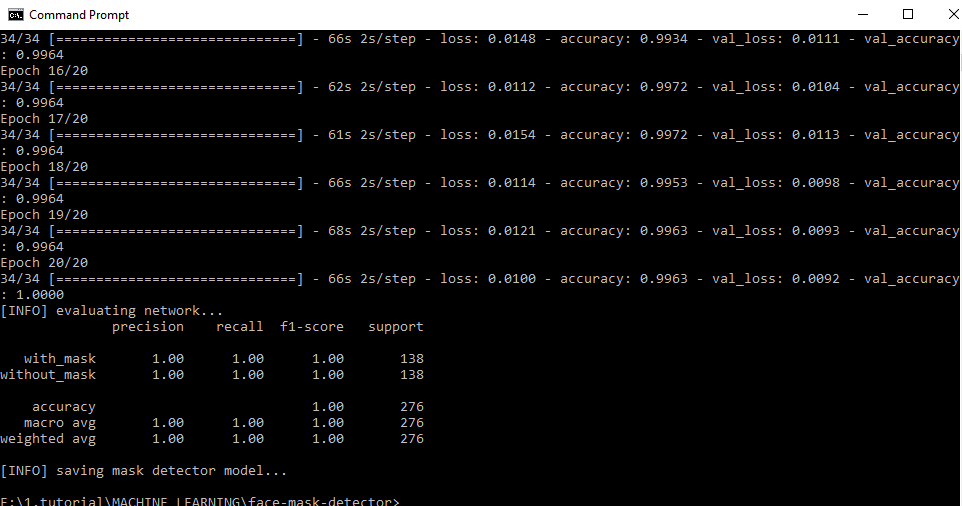 Command Prompt
34/34 [==============================] - 66s 2s/step - loss: 0.0148 - accuracy: 0.9934 - val_loss: 0.0111 - val_accuracy
: 0.9964
Epoch 16/20
34/34 [==============================] - 62s 2s/step - loss: 0.0112 - accuracy: 0.9972 - val_loss: 0.0104 - val_accuracy
: 0.9964
Epoch 17/20
34/34 [==============================] - 61s 2s/step - loss: 0.0154 - accuracy: 0.9972 - val_loss: 0.0113 - val_accuracy
: 0.9964
Epoch 18/20
34/34 [==============================] - 66s 2s/step - loss: 0.0114 - accuracy: 0.9953 - val_loss: 0.0098 - val_accuracy
: 0.9964
Epoch 19/20
34/34 [==============================] - 68s 2s/step - loss: 0.0121 - accuracy: 0.9963 - val_loss: 0.0093 - val_accuracy
: 0.9964
Epoch 20/20
34/34 [==============================] - 66s 2s/step - loss: 0.0100 - accuracy: 0.9963 - val_loss: 0.0092 - val_accuracy
: 1.0000
[INFO] evaluating network...
precision recall f1-score support
with_mask 1.00 1.00 1.00 138
without_mask 1.00 1.00 1.00 138
accuracy 1.00 276
macro avg 1.00 1.00 1.00 276
weighted avg 1.00 1.00 1.00 276
[INFO] saving mask detector model...
F:\1.tutorial\MACHINE LEARNING\face-mask-detector>